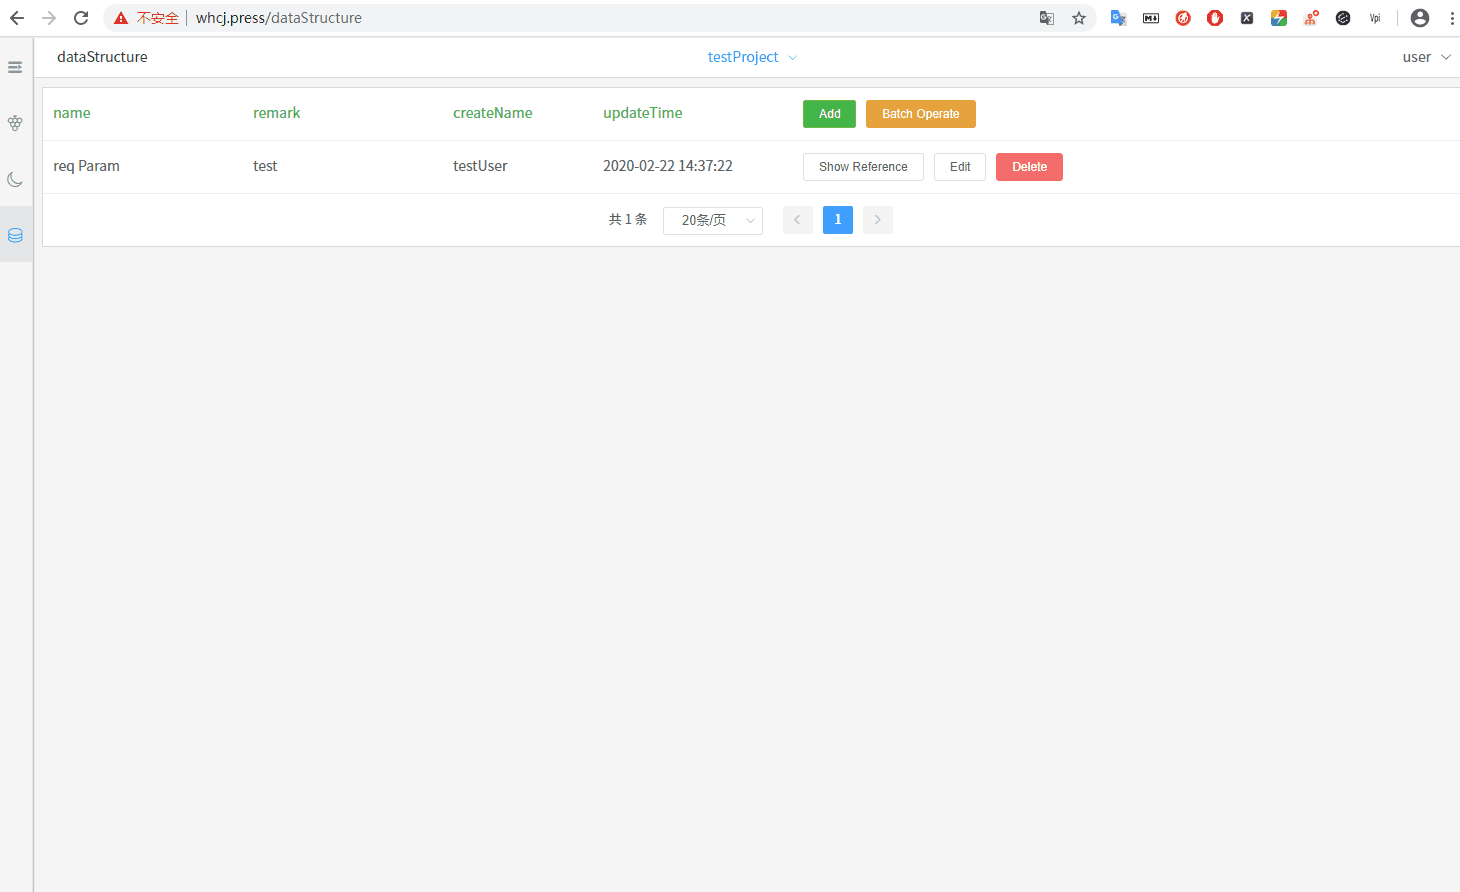 不安全 whcj.press/dataStructure
dataStructure testProject user
name remark createName updateTime Add Batch Operate
req Param test testUser 2020-02-22 14:37:22 Show Reference Edit Delete
共 1 条 20条/页 1